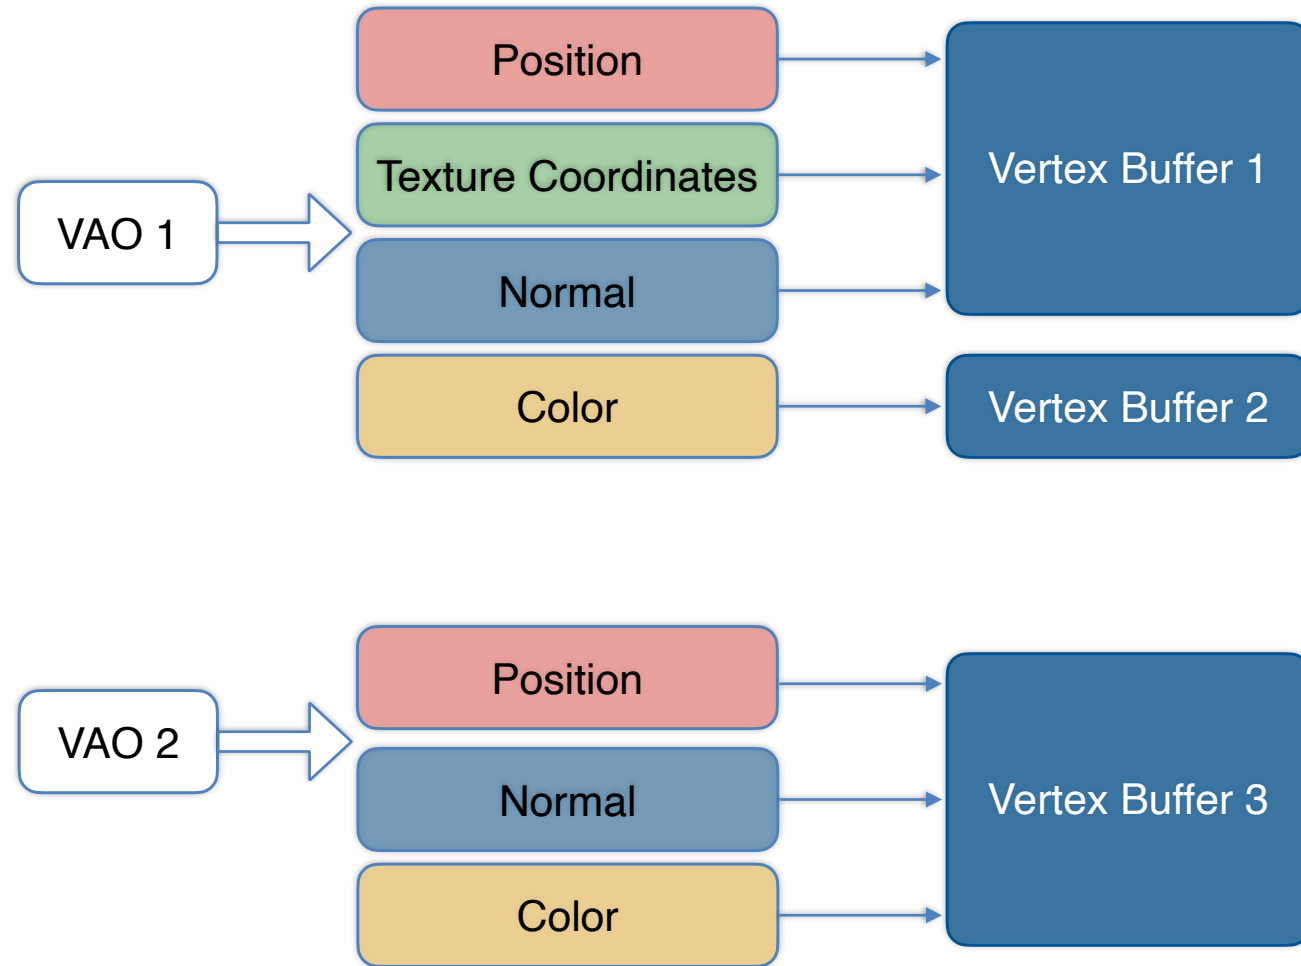 Position
Texture Coordinates
Vertex Buffer 1
VAO 1
Normal
Color
Vertex Buffer 2
Position
VAO 2
Normal
Vertex Buffer 3
Color